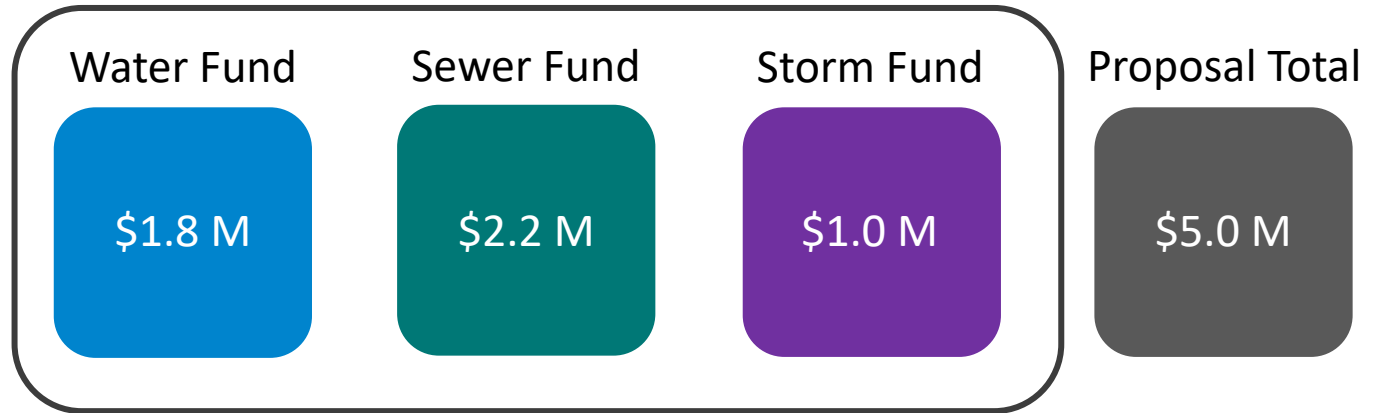 Water Fund
Sewer Fund
Storm Fund
Proposal Total
$1.8 M
$2.2 M
$1.0 M
$5.0 M